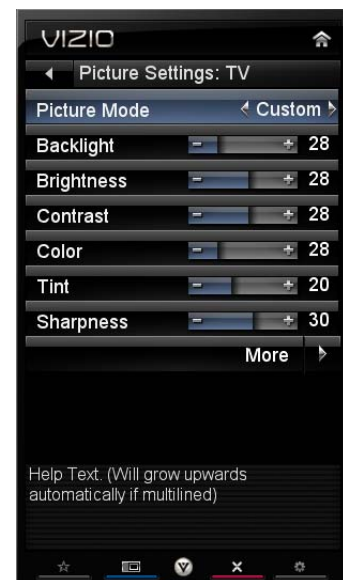 VIZIO
Picture Settings: TV
Picture Mode Custom
Backlight - + 28
Brightness - + 28
Contrast - + 28
Color - + 28
Tint - + 20
Sharpness - + 30
More
Help Text. (Will grow upwards
automatically if multilined)
V